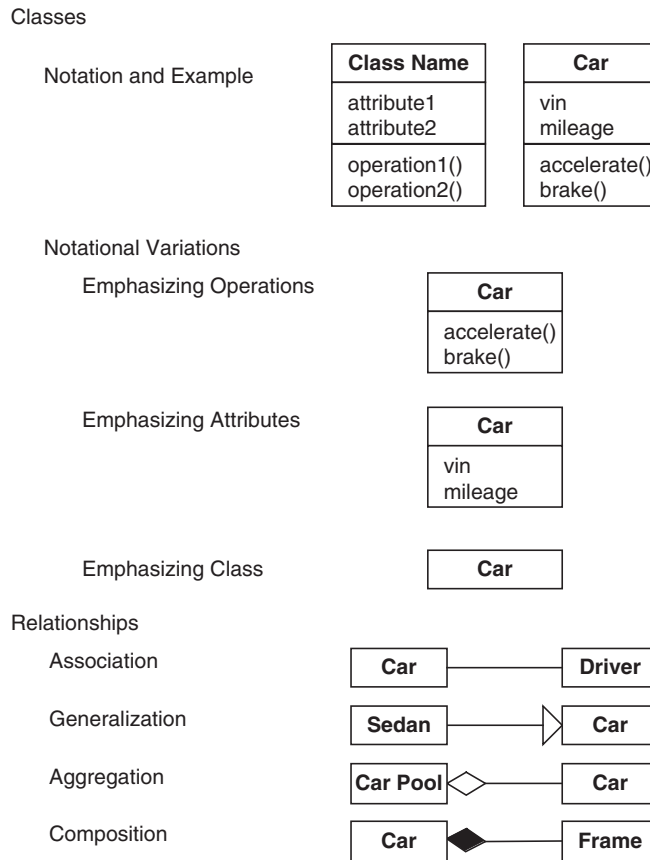 Classes
Notation and Example
Class Name
attribute1
attribute2
operation1()
operation2()
Car
vin
mileage
accelerate()
brake()
Notational Variations
Emphasizing Operations
Car
accelerate()
brake()
Emphasizing Attributes
Car
vin
mileage
Emphasizing Class
Car
Relationships
Association
Car
Driver
Generalization
Sedan
Car
Aggregation
Car Pool
Car
Composition
Car
Frame